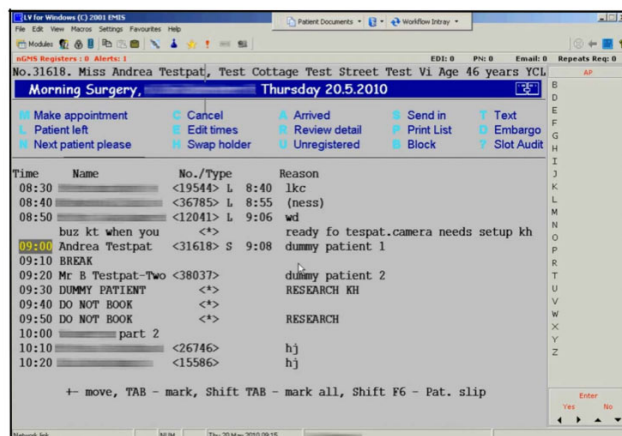 LV for Windows (C) 2001 EMIS
File Edit View Macros Settings Favourites Help
Patient Documents
Workflow Intray
Modules
nGMS Registers : 0 Alerts: 1 EDI: 0 PN: 0 Email: 0 Repeats Req: 0
No.31618. Miss Andrea Testpat, Test Cottage Test Street Test Vi Age 46 years YCL
Morning Surgery, Thursday 20.5.2010
M Make appointment C Cancel A Arrived S Send in T Text
L Patient left E Edit times R Review detail P Print List D Embargo
N Next patient please H Swap holder U Unregistered B Block ? Slot Audit
Time Name No./Type Reason
08:30 <19544> L 8:40 lkc
08:40 <36785> L 8:55 (ness)
08:50 <12041> L 9:06 wd
buz kt when you <*> ready fo tespat.camera needs setup kh
09:00 Andrea Testpat <31618> S 9:08 dummy patient 1
09:10 BREAK
09:20 Mr B Testpat-Two <38037> dummy patient 2
09:30 DUMMY PATIENT <*> RESEARCH KH
09:40 DO NOT BOOK <*>
09:50 DO NOT BOOK <*> RESEARCH
10:00 part 2
10:10 <26746> hj
10:20 <15586> hj
+- move, TAB - mark, Shift TAB - mark all, Shift F6 - Pat. slip
B
D
E
F
G
H
I
J
K
L
M
N
O
P
R
T
U
V
W
X
Y
Z
Enter
Yes No
Network link NUM Thu 20 May 2010 09:15